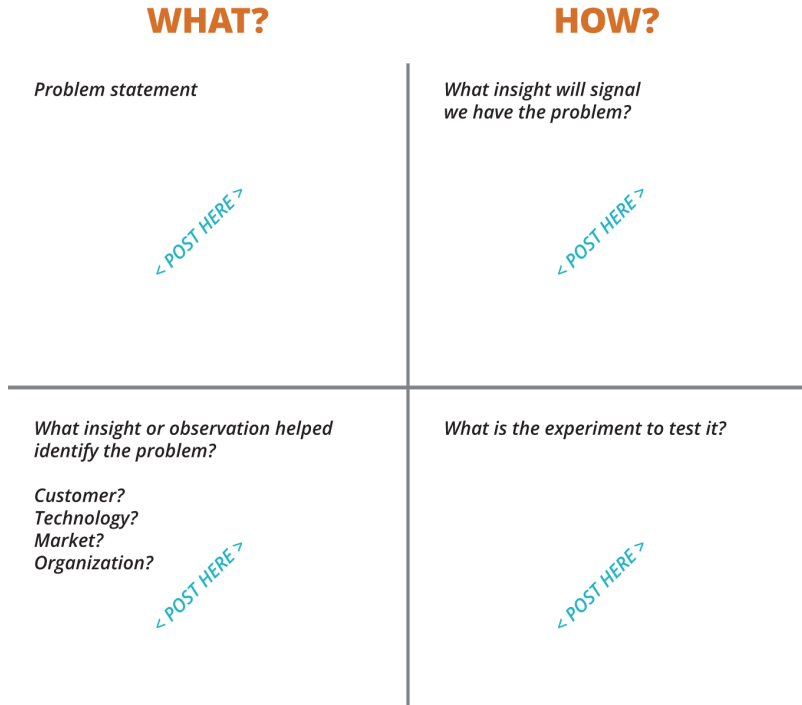 WHAT?
HOW?
Problem statement
What insight will signal
we have the problem?
< POST HERE >
< POST HERE >
What insight or observation helped
identify the problem?
Customer?
Technology?
Market?
Organization?
< POST HERE >
What is the experiment to test it?
< POST HERE >